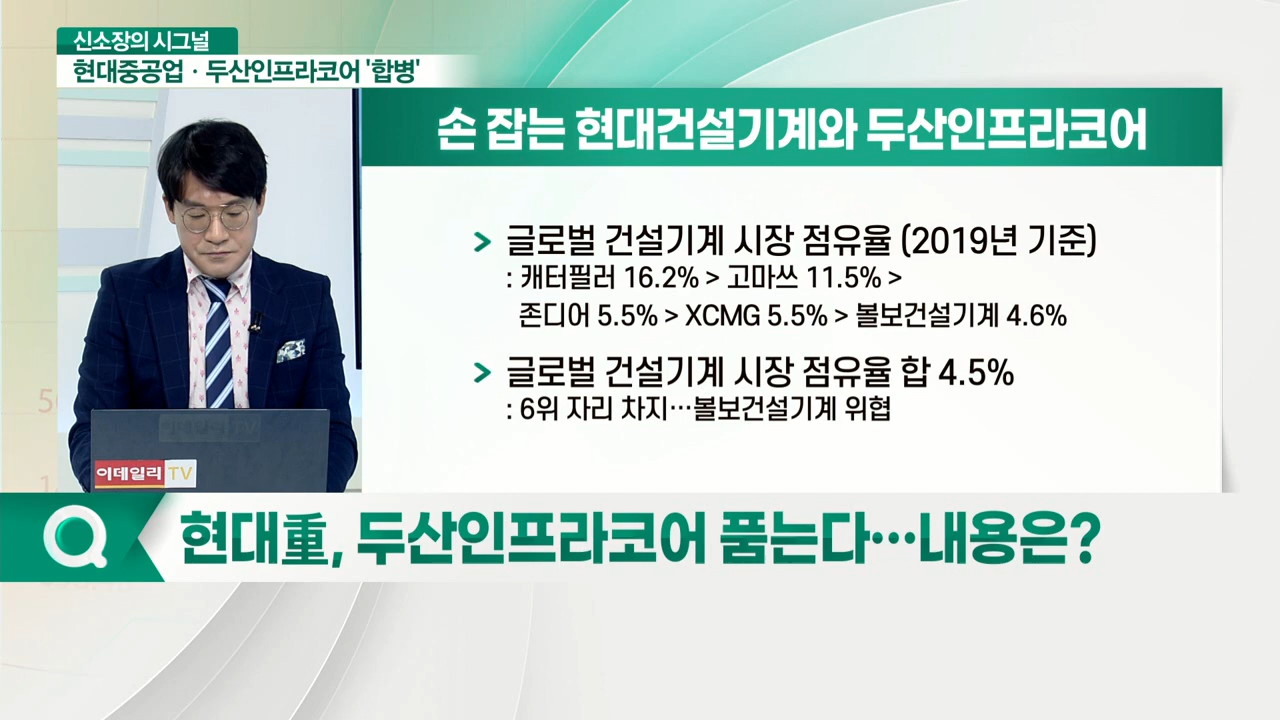 신소장의 시그널
현대중공업·두산인프라코어 '합병'
손 잡는 현대건설기계와 두산인프라코어
> 글로벌 건설기계 시장 점유율 (2019년 기준)
: 캐터필러 16.2% > 고마쓰 11.5% >
존디어 5.5% > XCMG 5.5% > 볼보건설기계 4.6%
> 글로벌 건설기계 시장 점유율 합 4.5%
: 6위 자리 차지…볼보건설기계 위협
이데일리 TV
Q 현대重, 두산인프라코어 품는다…내용은?